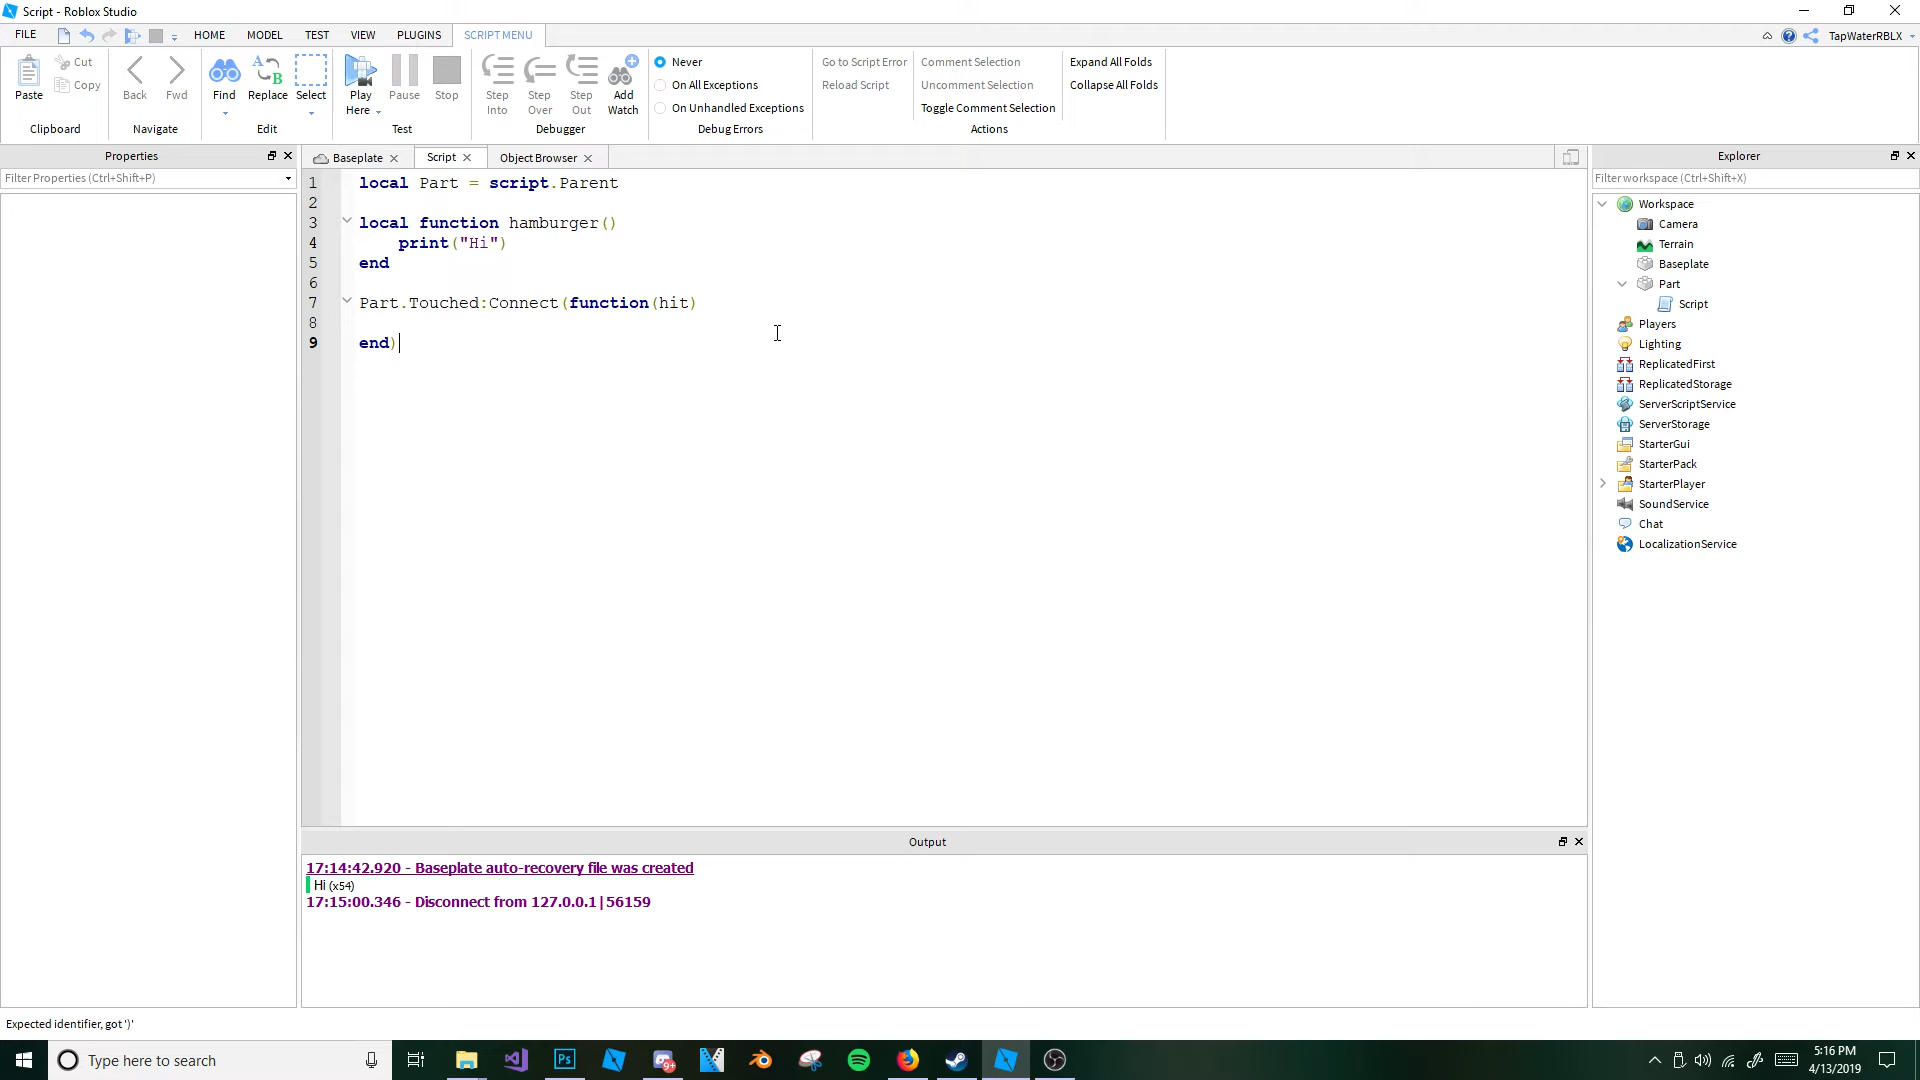 Script - Roblox Studio
FILE HOME MODEL TEST VIEW PLUGINS SCRIPT MENU TapWaterRBLX
Paste Cut Copy Clipboard
Back Fwd Navigate
Find Replace Select Edit
Play Here Pause Stop Test
Step Into Step Over Step Out Add Watch Debugger
Never
On All Exceptions
On Unhandled Exceptions
Debug Errors
Go to Script Error
Reload Script
Comment Selection
Uncomment Selection
Toggle Comment Selection
Actions
Expand All Folds
Collapse All Folds
Properties
Filter Properties (Ctrl+Shift+P)
Baseplate Script Object Browser
1 local Part = script.Parent
2
3 local function hamburger()
4 print("Hi")
5 end
6
7 Part.Touched:Connect(function(hit)
8
9 end)
Output
17:14:42.920 - Baseplate auto-recovery file was created
Hi (x54)
17:15:00.346 - Disconnect from 127.0.0.1|56159
Explorer
Filter workspace (Ctrl+Shift+X)
Workspace
Camera
Terrain
Baseplate
Part
Script
Players
Lighting
ReplicatedFirst
ReplicatedStorage
ServerScriptService
ServerStorage
StarterGui
StarterPack
StarterPlayer
SoundService
Chat
LocalizationService
Expected identifier, got ')'
Type here to search
Ps
9+
5:16 PM
4/13/2019